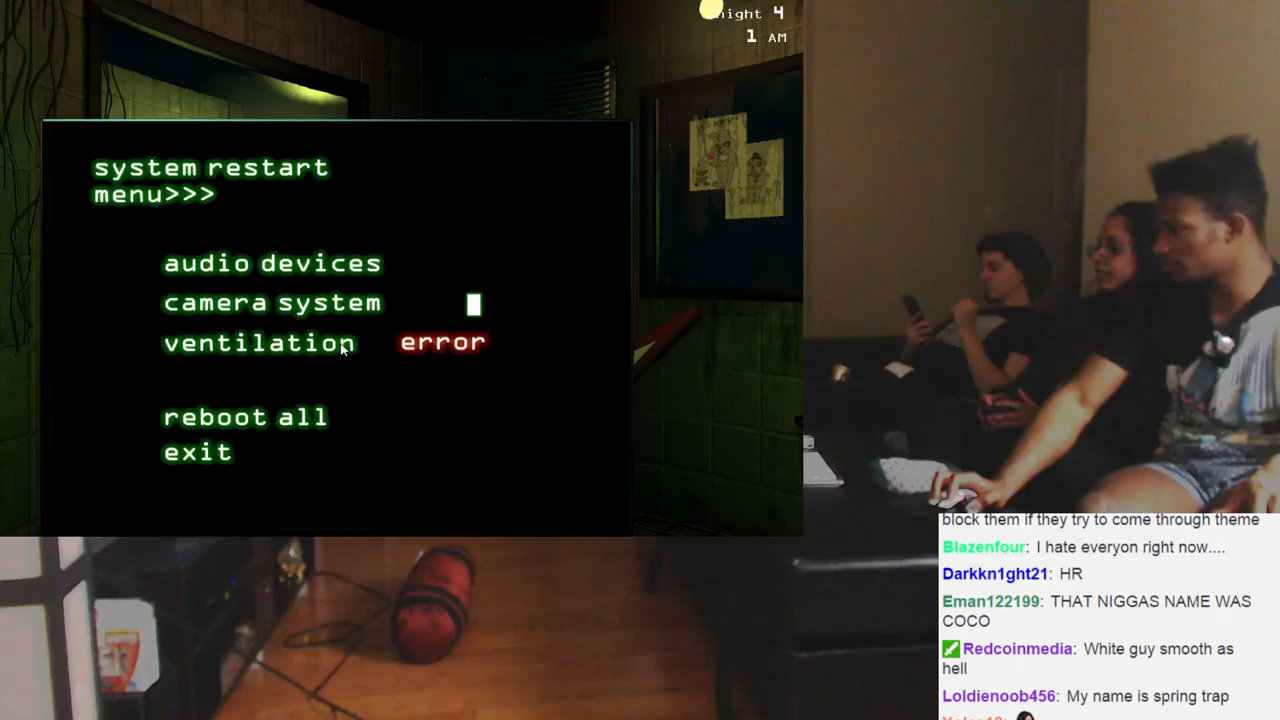 night 4
1 AM
system restart
menu>>>
audio devices
camera system
ventilation error
reboot all
exit
block them if they try to come through theme
Blazenfour: I hate everyon right now....
Darkkn1ght21: HR
Eman122199: THAT NIGGAS NAME WAS
COCO
Redcoinmedia: White guy smooth as
hell
Loldienoob456: My name is spring trap